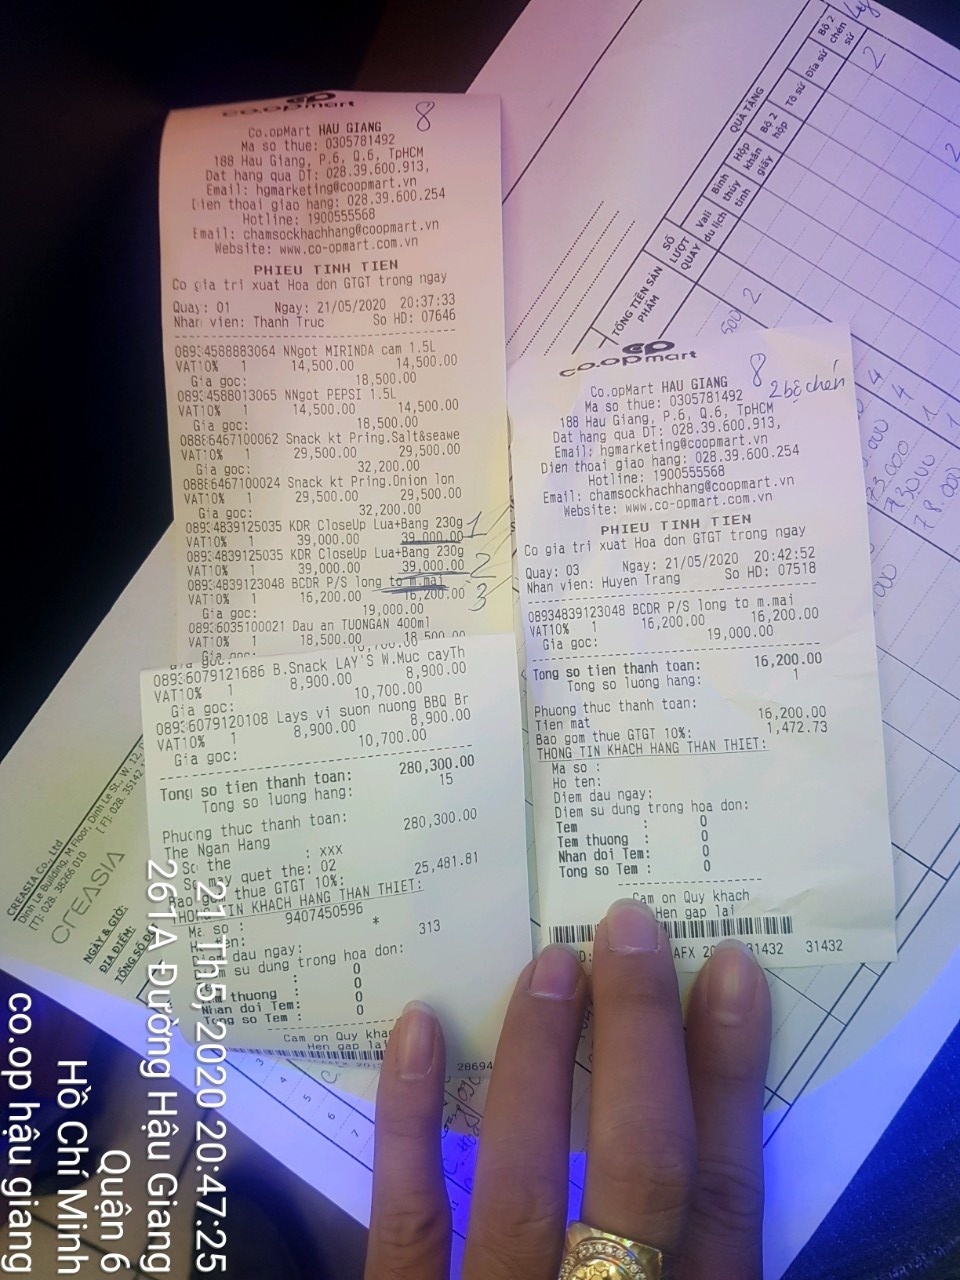 co.opmart
8
Co.opMart HAU GIANG
Ma so thue: 0305781492
188 Hau Giang, P.6, Q.6, TpHCM
Dat hang qua DT: 028.39.600.913,
Email: hgmarketing@coopmart.vn
Dien thoai giao hang: 028.39.600.254
Hotline: 1900555568
Email: chamsockhachhang@coopmart.vn
Website: www.co-opmart.com.vn
PHIEU TINH TIEN
Co gia tri xuat Hoa don GTGT trong ngay
Quay: 01 Ngay: 21/05/2020 20:37:33
Nhan vien: Thanh Truc So HD: 07646
08934588883064 NNgot MIRINDA cam 1.5L
VAT10% 1 14,500.00 14,500.00
Gia goc: 18,500.00
08934588013065 NNgot PEPSI 1.5L
VAT10% 1 14,500.00 14,500.00
Gia goc: 18,500.00
08886467100062 Snack kt Pring.Salt&seawe
VAT10% 1 29,500.00 29,500.00
Gia goc: 32,200.00
08886467100024 Snack kt Pring.Onion lon
VAT10% 1 29,500.00 29,500.00
Gia goc: 32,200.00
08934839125035 KDR CloseUp Lua+Bang 230g 1
VAT10% 1 39,000.00 39,000.00
08934839125035 KDR CloseUp Lua+Bang 230g
VAT10% 1 39,000.00 39,000.00 2
08934839123048 BCDR P/S long to m.mai
VAT10% 1 16,200.00 16,200.00 3
Gia goc: 19,000.00
08936035100021 Dau an TUONGAN 400ml
VAT10% 1 18,500.00 18,500.00
Gia goc:
08936079121686 B.Snack LAY'S W.Muc cayTh
VAT10% 1 8,900.00 8,900.00
Gia goc: 10,700.00
08936079120108 Lays vi suon nuong BBQ Br
VAT10% 1 8,900.00 8,900.00
Gia goc: 10,700.00
Tong so tien thanh toan: 280,300.00
Tong so luong hang: 15
Phuong thuc thanh toan:
The Ngan Hang 280,300.00
So the : xxx
So may quet the: 02
Bao gom thue GTGT 10%: 25,481.81
THONG TIN KHACH HANG THAN THIET:
Ma so : 9407450596
Ho ten: *
Diem dau ngay: 313
Diem su dung trong hoa don:
: 0
Tem thuong : 0
Nhan doi Tem: 0
Tong so Tem : 0
Cam on Quy khach
Hen gap lai
28694
co.opmart
8
2 bộ chén
Co.opMart HAU GIANG
Ma so thue: 0305781492
188 Hau Giang, P.6, Q.6, TpHCM
Dat hang qua DT: 028.39.600.913,
Email: hgmarketing@coopmart.vn
Dien thoai giao hang: 028.39.600.254
Hotline: 1900555568
Email: chamsockhachhang@coopmart.vn
Website: www.co-opmart.com.vn
PHIEU TINH TIEN
Co gia tri xuat Hoa don GTGT trong ngay
Quay: 03 Ngay: 21/05/2020 20:42:52
Nhan vien: Huyen Trang So HD: 07518
08934839123048 BCDR P/S long to m.mai
VAT10% 1 16,200.00 16,200.00
Gia goc: 19,000.00
Tong so tien thanh toan: 16,200.00
Tong so luong hang: 1
Phuong thuc thanh toan:
Tien mat 16,200.00
Bao gom thue GTGT 10%: 1,472.73
THONG TIN KHACH HANG THAN THIET:
Ma so :
Ho ten:
Diem dau ngay:
Diem su dung trong hoa don:
Tem : 0
Tem thuong : 0
Nhan doi Tem: 0
Tong so Tem : 0
Cam on Quy khach
Hen gap lai
31432 31432
TỔNG TIỀN SẢN PHẨM
SỐ LƯỢT QUAY
QUÀ TẶNG
Vali du lịch
Bình thủy tinh
Hộp khăn giấy
Bộ 2 hộp
Tô sứ
Dĩa sứ
Bộ 2 chén sứ
2
2
2
CREASIA Co., Ltd
CREASIA
NGÀY & GIỜ:
ĐỊA ĐIỂM:
21 Th5, 2020 20:47:25
261A Đường Hậu Giang
Quận 6
Hồ Chí Minh
co.op hậu giang